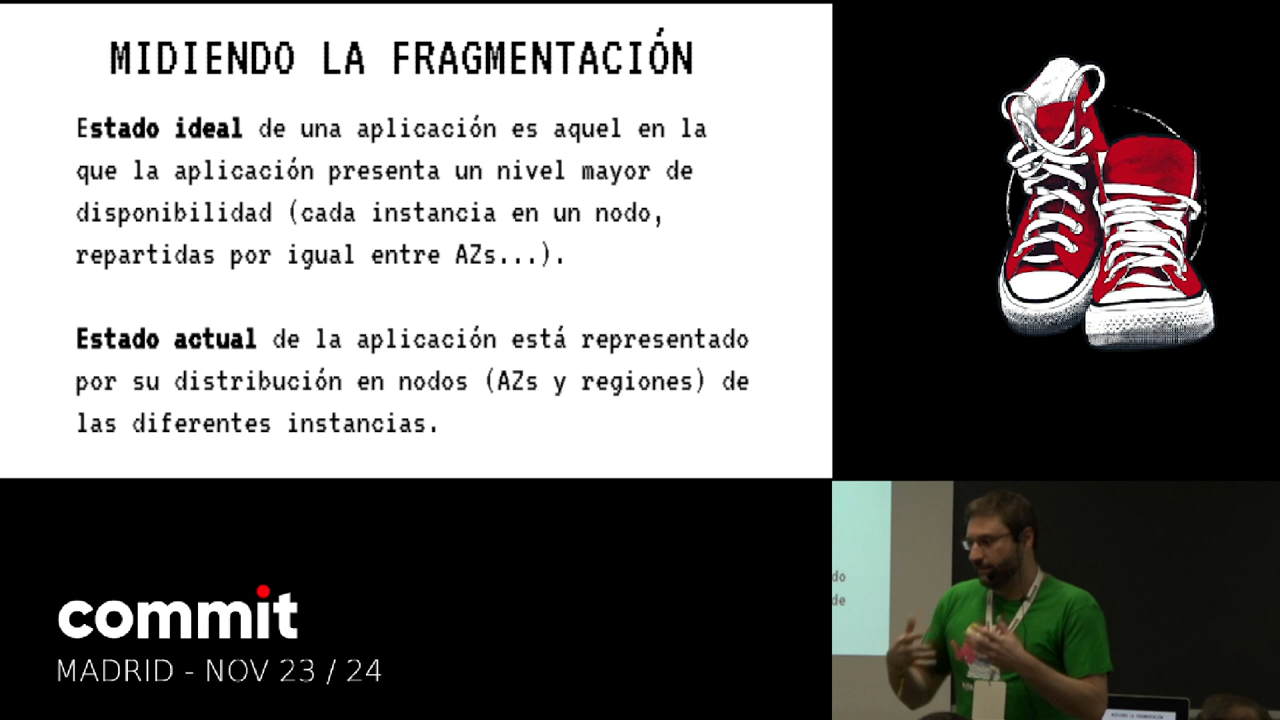 MIDIENDO LA FRAGMENTACIÓN
Estado ideal de una aplicación es aquel en la
que la aplicación presenta un nivel mayor de
disponibilidad (cada instancia en un nodo,
repartidas por igual entre AZs...).
Estado actual de la aplicación está representado
por su distribución en nodos (AZs y regiones) de
las diferentes instancias.
do
de
commit
MADRID - NOV 23 / 24